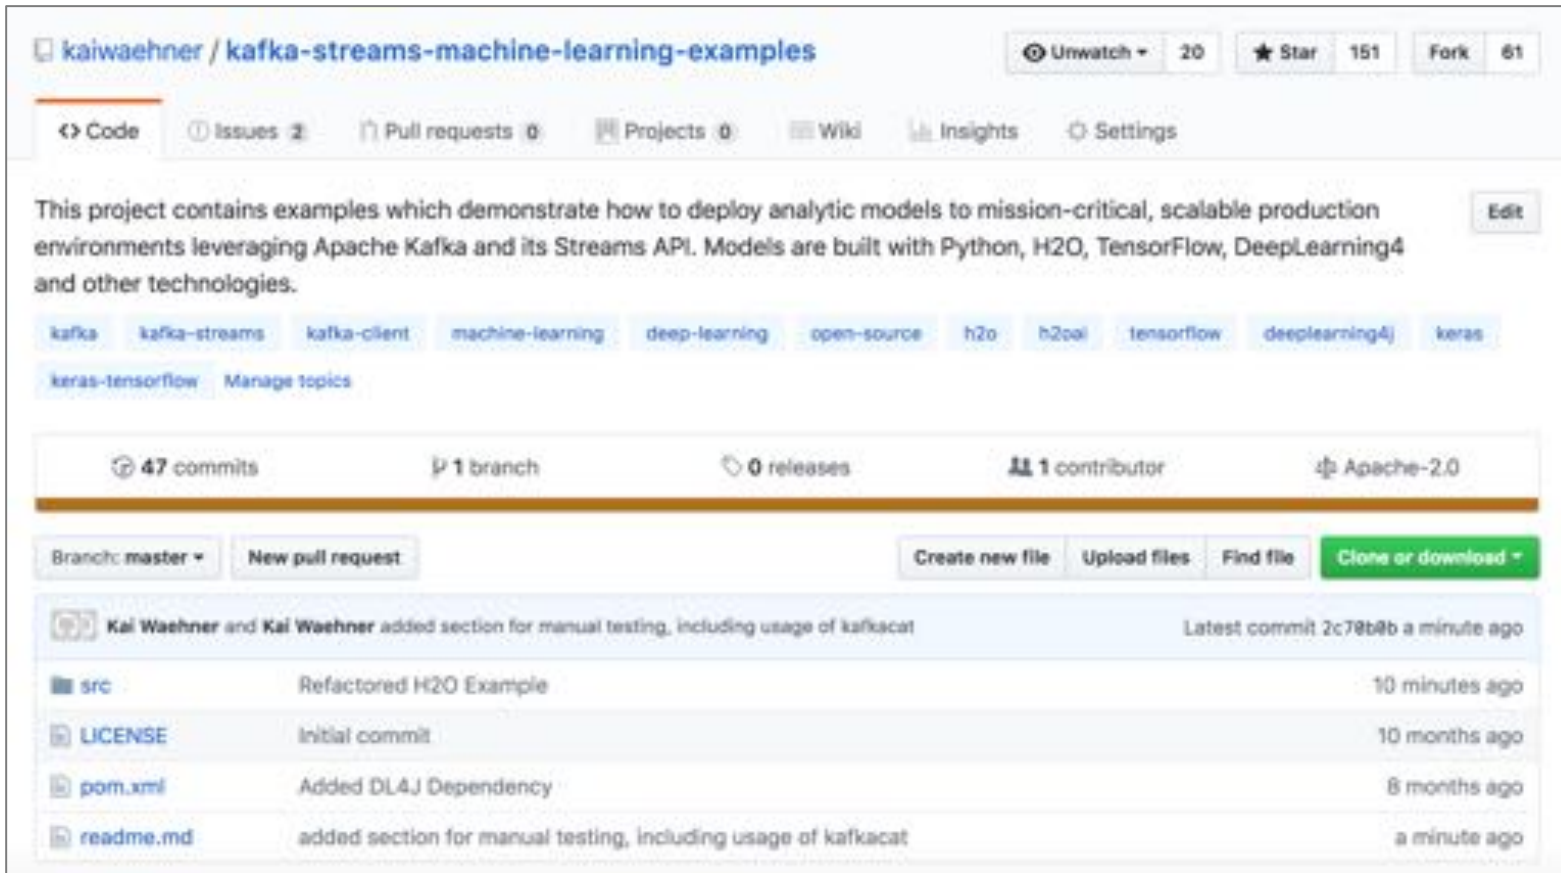 kaiwaehner / kafka-streams-machine-learning-examples Unwatch 20 Star 151 Fork 61
<> Code Issues 2 Pull requests 0 Projects 0 Wiki Insights Settings
This project contains examples which demonstrate how to deploy analytic models to mission-critical, scalable production Edit
environments leveraging Apache Kafka and its Streams API. Models are built with Python, H2O, TensorFlow, DeepLearning4
and other technologies.
kafka kafka-streams kafka-client machine-learning deep-learning open-source h2o h2oai tensorflow deeplearning4j keras
keras-tensorflow Manage topics
47 commits 1 branch 0 releases 1 contributor Apache-2.0
Branch: master New pull request Create new file Upload files Find file Clone or download
Kai Waehner and Kai Waehner added section for manual testing, including usage of kafkacat Latest commit 2c70b0b a minute ago
src Refactored H2O Example 10 minutes ago
LICENSE Initial commit 10 months ago
pom.xml Added DL4J Dependency 8 months ago
readme.md added section for manual testing, including usage of kafkacat a minute ago